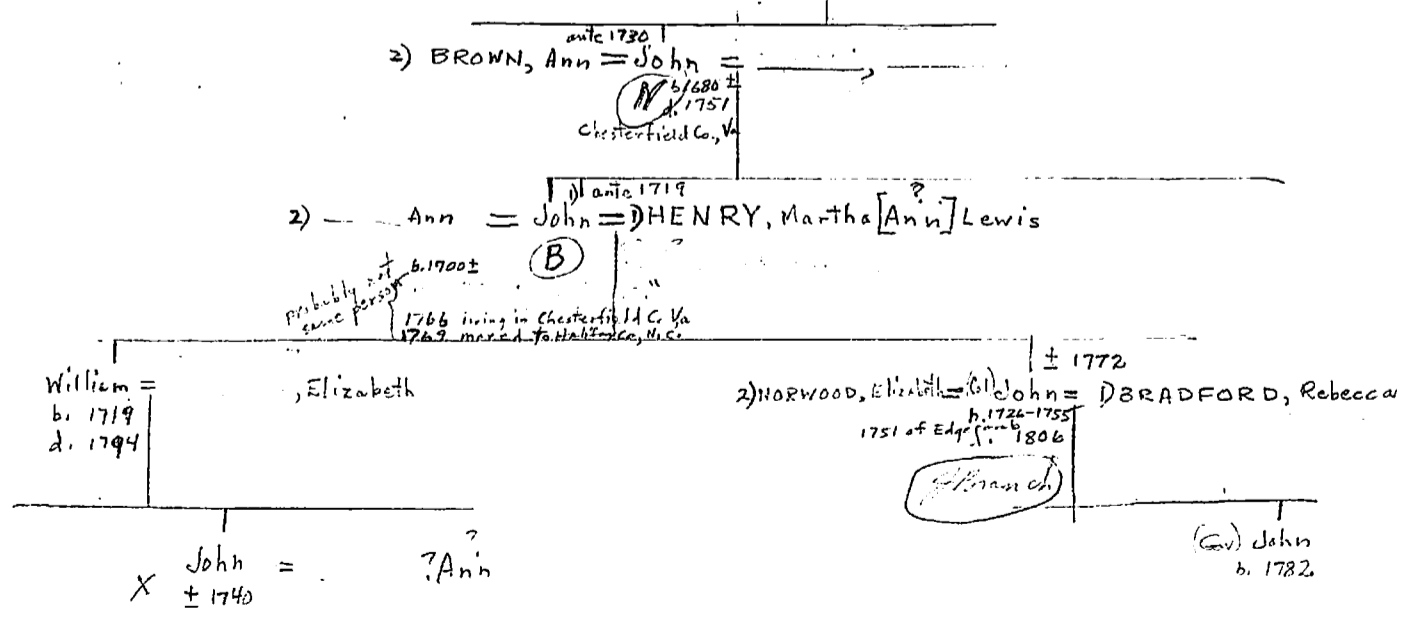 ante 1730
2) BROWN, Ann = John =
N b. 1680 ±
d. 1751
Chesterfield Co., Va
1) ante 1719
2) Ann = John = 1) HENRY, Martha [Ann ?] Lewis
B
b. 1700 ±
probably not
same person
1766 living in Chesterfield C. Va
1769 moved to Halifax Co., N.C.
± 1772
William = , Elizabeth
b. 1719
d. 1794
2) NORWOOD, Elizabeth = (Col) John = 1) BRADFORD, Rebecca
b. 1726-1755
1751 of Edge
d. 1806
Branch
X John = ? Ann ?
± 1740
(Gv) John
b. 1782